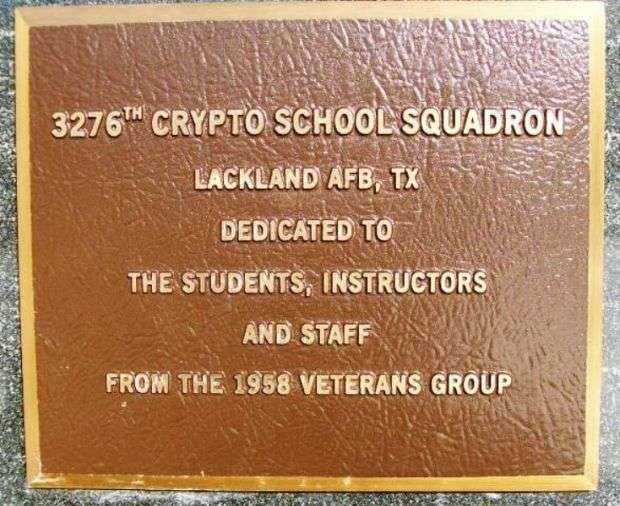 3276TH CRYPTO SCHOOL SQUADRON
LACKLAND AFB, TX
DEDICATED TO
THE STUDENTS, INSTRUCTORS
AND STAFF
FROM THE 1958 VETERANS GROUP